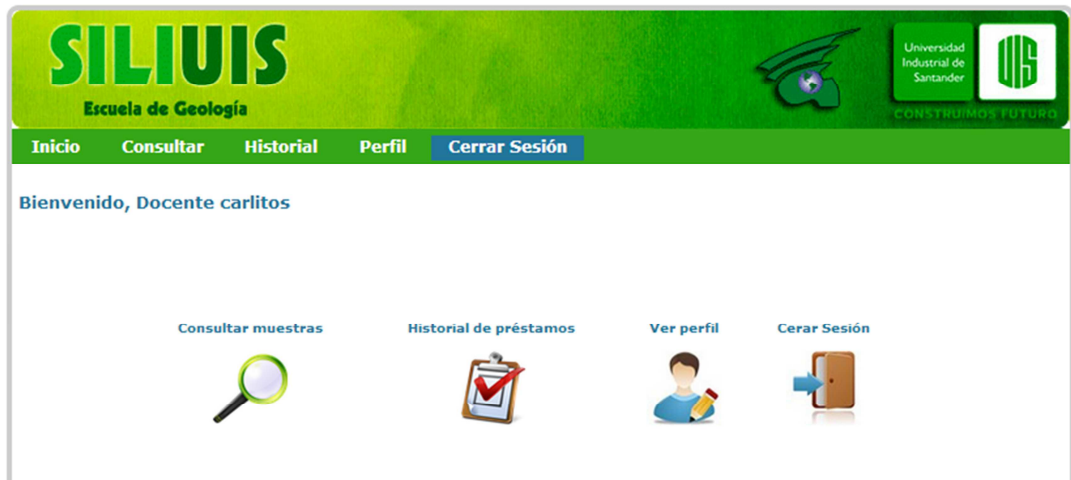 SILIUIS
Escuela de Geología
Universidad
Industrial de
Santander
UIS
CONSTRUIMOS FUTURO
Inicio Consultar Historial Perfil Cerrar Sesión
Bienvenido, Docente carlitos
Consultar muestras Historial de préstamos Ver perfil Cerar Sesión